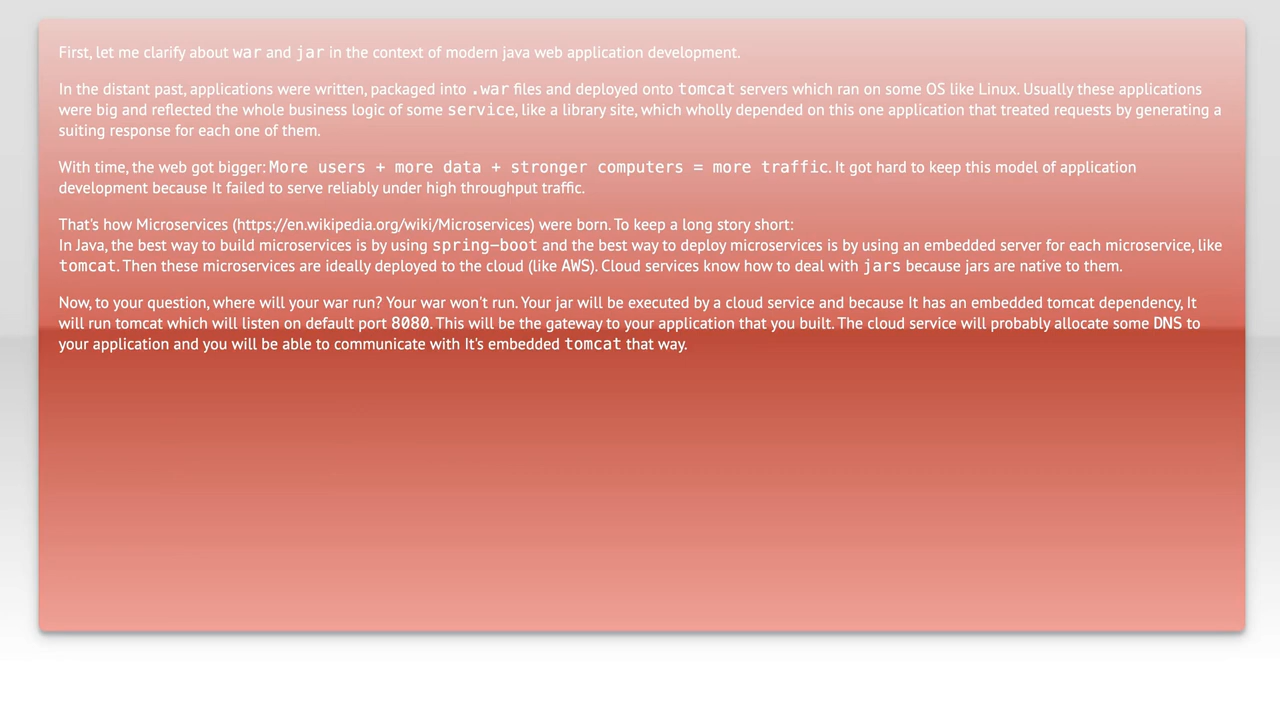 First, let me clarify about war and jar in the context of modern java web application development.
In the distant past, applications were written, packaged into .war files and deployed onto tomcat servers which ran on some OS like Linux. Usually these applications
were big and reflected the whole business logic of some service, like a library site, which wholly depended on this one application that treated requests by generating a
suiting response for each one of them.
With time, the web got bigger: More users + more data + stronger computers = more traffic. It got hard to keep this model of application
development because It failed to serve reliably under high throughput traffic.
That's how Microservices (https://en.wikipedia.org/wiki/Microservices) were born. To keep a long story short:
In Java, the best way to build microservices is by using spring-boot and the best way to deploy microservices is by using an embedded server for each microservice, like
tomcat. Then these microservices are ideally deployed to the cloud (like AWS). Cloud services know how to deal with jars because jars are native to them.
Now, to your question, where will your war run? Your war won't run. Your jar will be executed by a cloud service and because It has an embedded tomcat dependency, It
will run tomcat which will listen on default port 8080. This will be the gateway to your application that you built. The cloud service will probably allocate some DNS to
your application and you will be able to communicate with It's embedded tomcat that way.